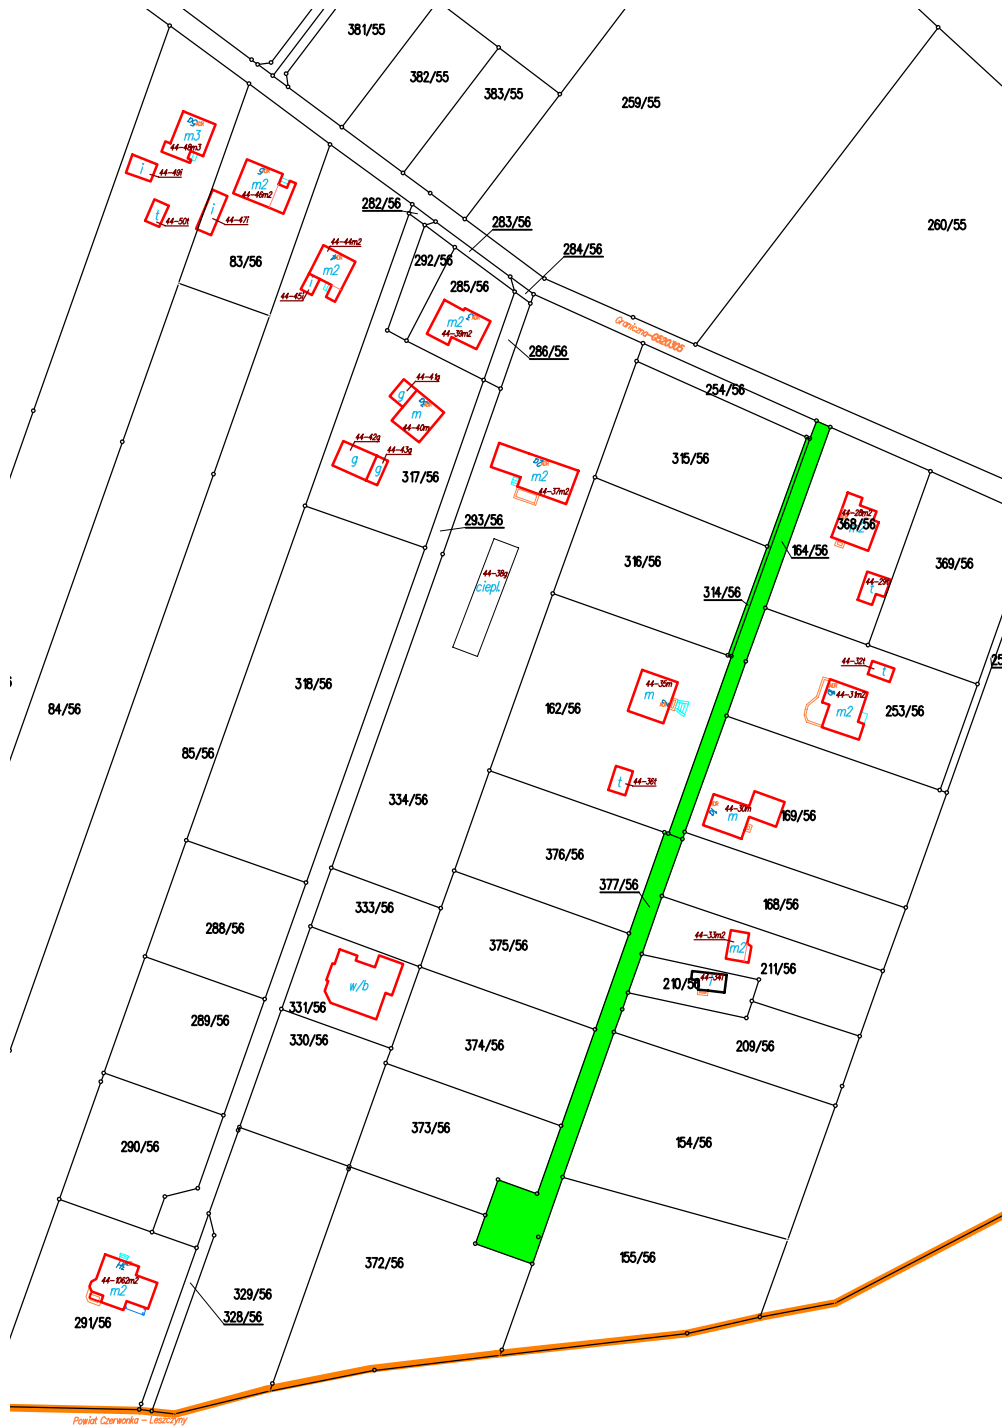 381/55
382/55
383/55
259/55
260/55
m3
44-48m3
i
44-49i
t
44-50t
i
44-47i
m2
44-46m2
83/56
282/56
283/56
284/56
292/56
44-44m2
m2
44-45i
285/56
m2
44-39m2
286/56
Graniczna-G520305
254/56
44-41g
g
m
44-40m
44-42g
g
44-43g
g
317/56
315/56
m2
44-37m2
293/56
316/56
44-38g
ciepl.
44-28m2
368/56
m2
164/56
369/56
44-29t
t
314/56
44-32t
t
44-31m2
m2
253/56
318/56
84/56
85/56
162/56
44-35m
m
t
44-36t
334/56
44-30m
m
169/56
376/56
377/56
168/56
333/56
288/56
375/56
44-33m2
m2
211/56
210/56
44-34i
i
w/b
331/56
330/56
289/56
374/56
209/56
373/56
290/56
154/56
372/56
155/56
329/56
328/56
44-1062m2
m2
291/56
Powiat Czerwonka - Leszczyny